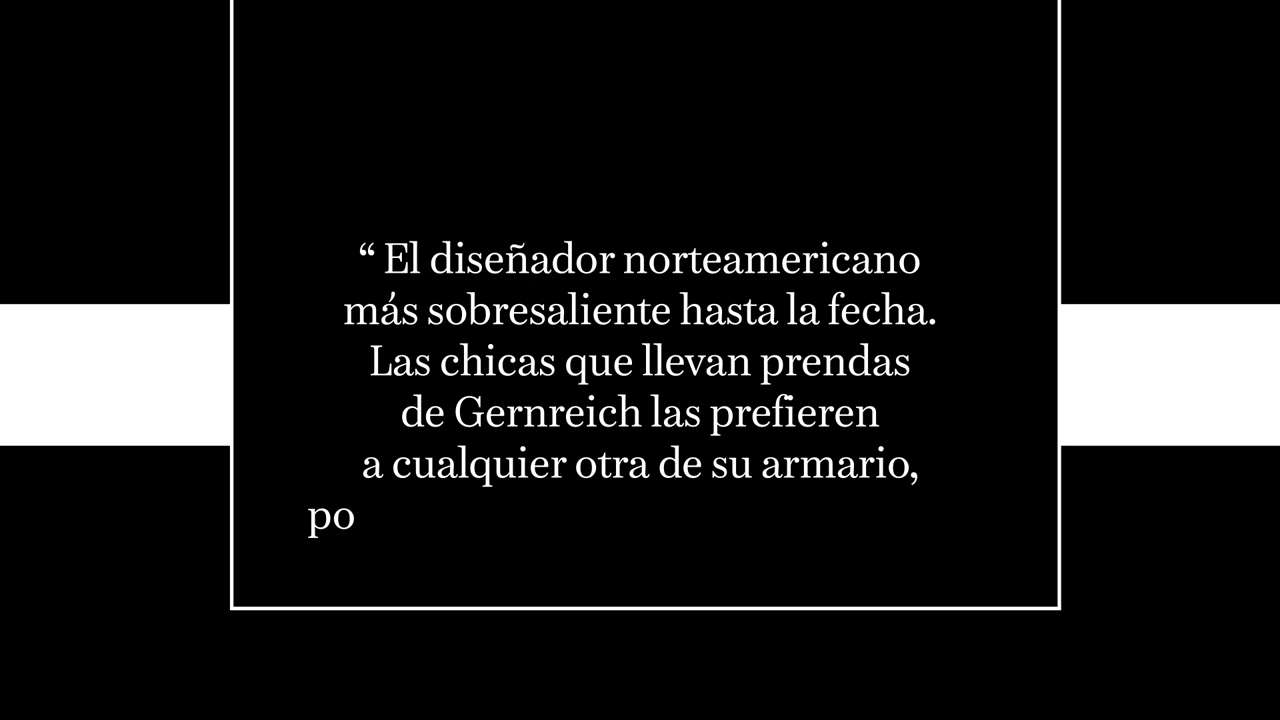 “ El diseñador norteamericano
más sobresaliente hasta la fecha.
Las chicas que llevan prendas
de Gernreich las prefieren
a cualquier otra de su armario,
po